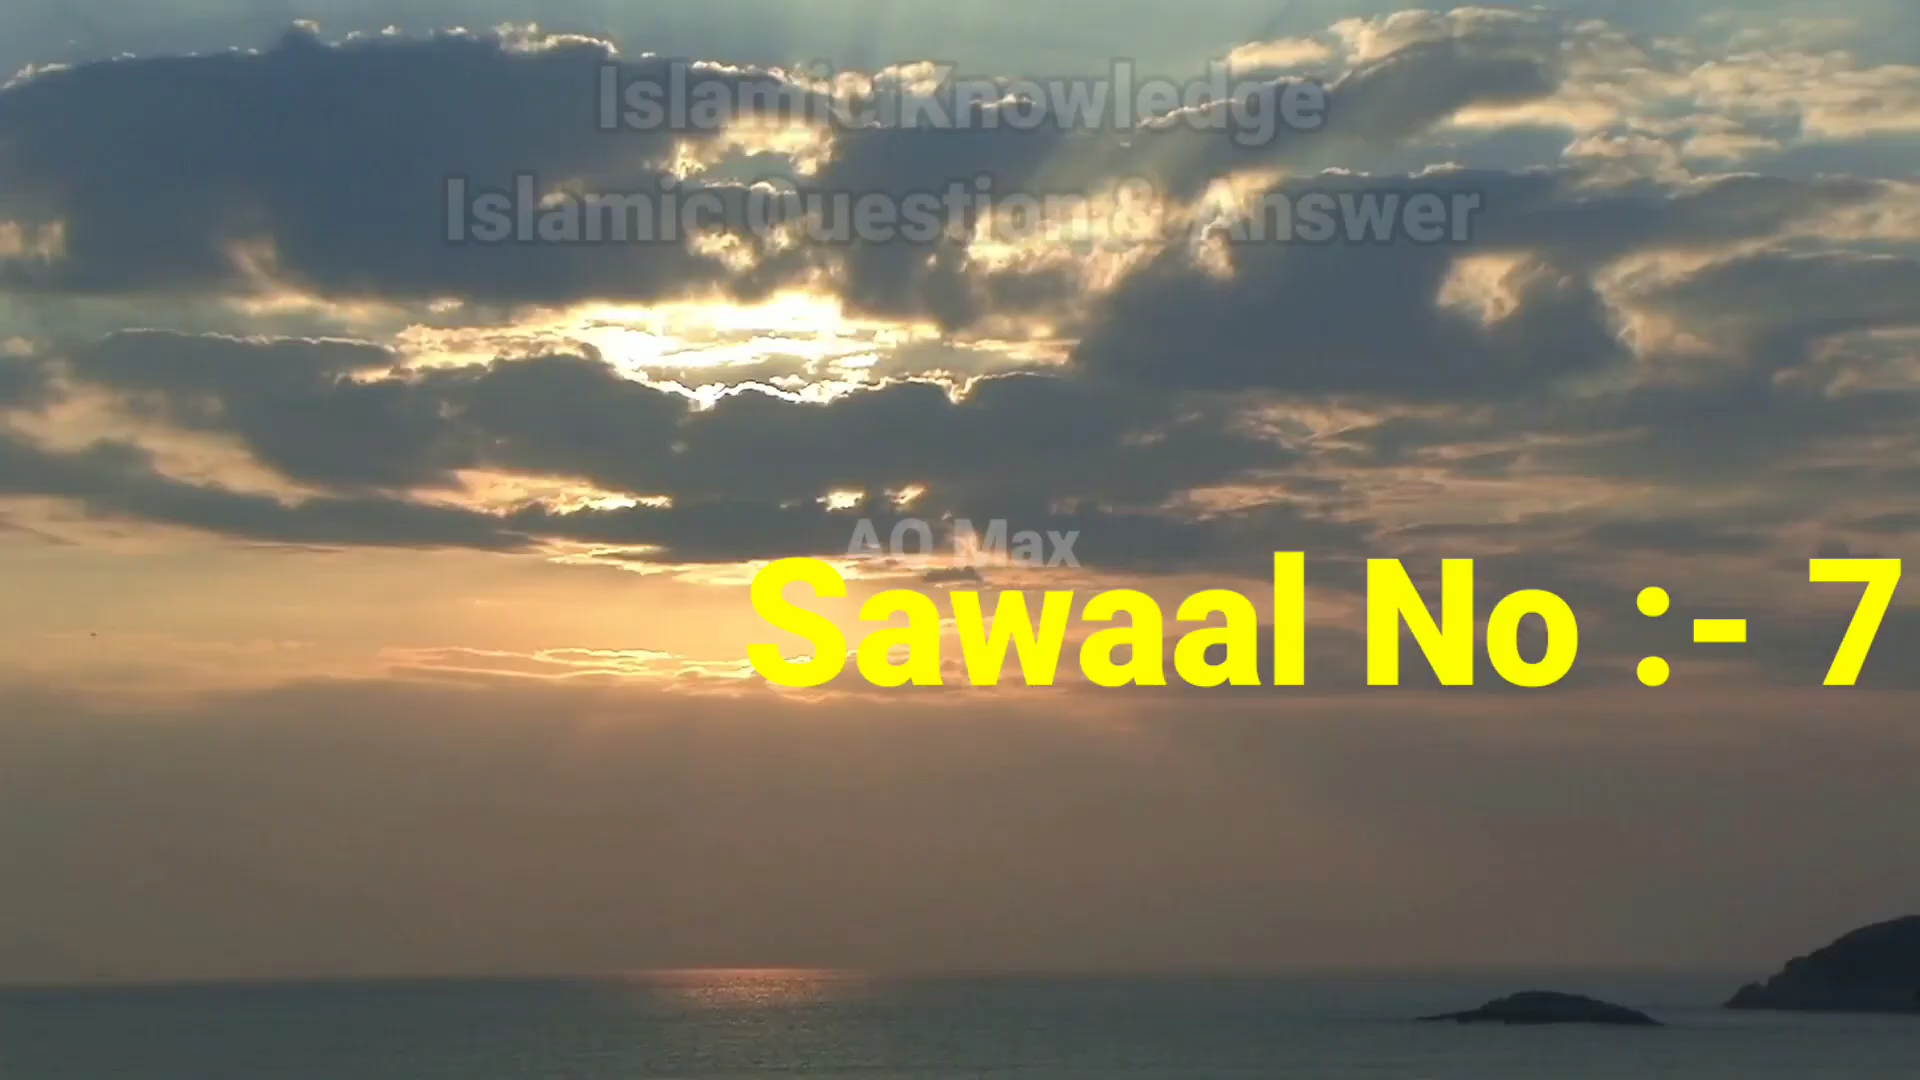 Islamic Knowledge
Islamic Question & Answer
AQ Max
Sawaal No :- 7